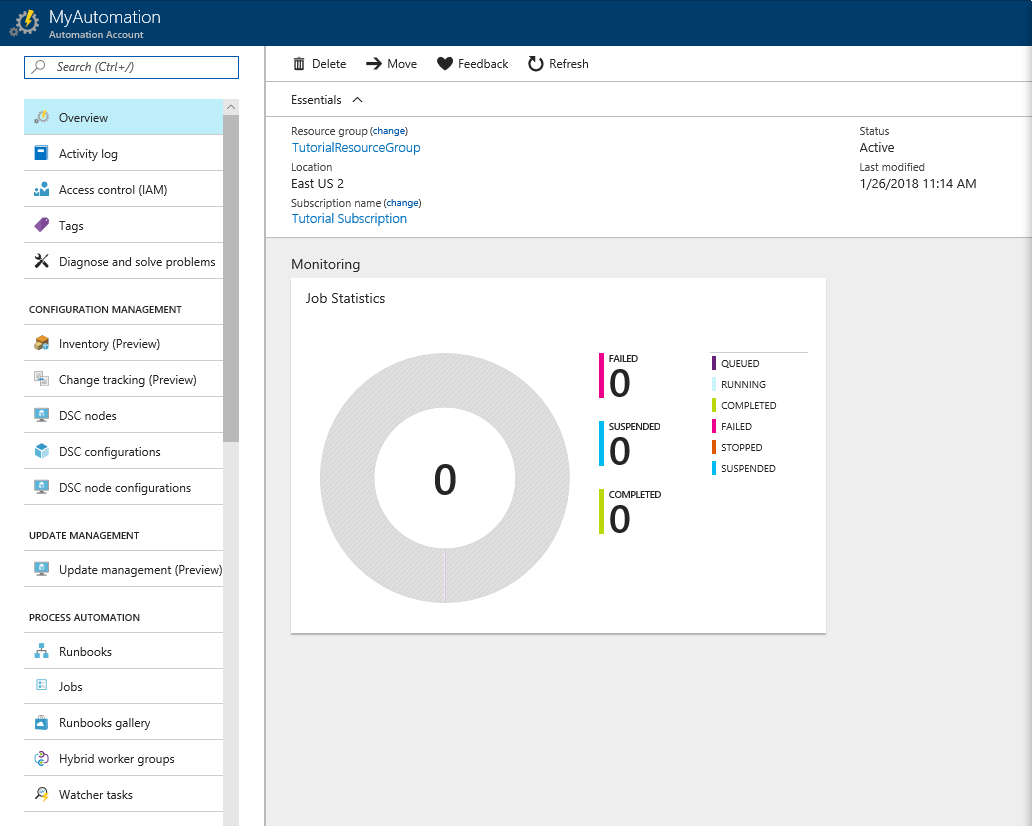 MyAutomation
Automation Account
Search (Ctrl+/)
Overview
Activity log
Access control (IAM)
Tags
Diagnose and solve problems
CONFIGURATION MANAGEMENT
Inventory (Preview)
Change tracking (Preview)
DSC nodes
DSC configurations
DSC node configurations
UPDATE MANAGEMENT
Update management (Preview)
PROCESS AUTOMATION
Runbooks
Jobs
Runbooks gallery
Hybrid worker groups
Watcher tasks
Delete Move Feedback Refresh
Essentials
Resource group (change)
TutorialResourceGroup
Location
East US 2
Subscription name (change)
Tutorial Subscription
Status
Active
Last modified
1/26/2018 11:14 AM
Monitoring
Job Statistics
0
FAILED
0
SUSPENDED
0
COMPLETED
0
QUEUED
RUNNING
COMPLETED
FAILED
STOPPED
SUSPENDED